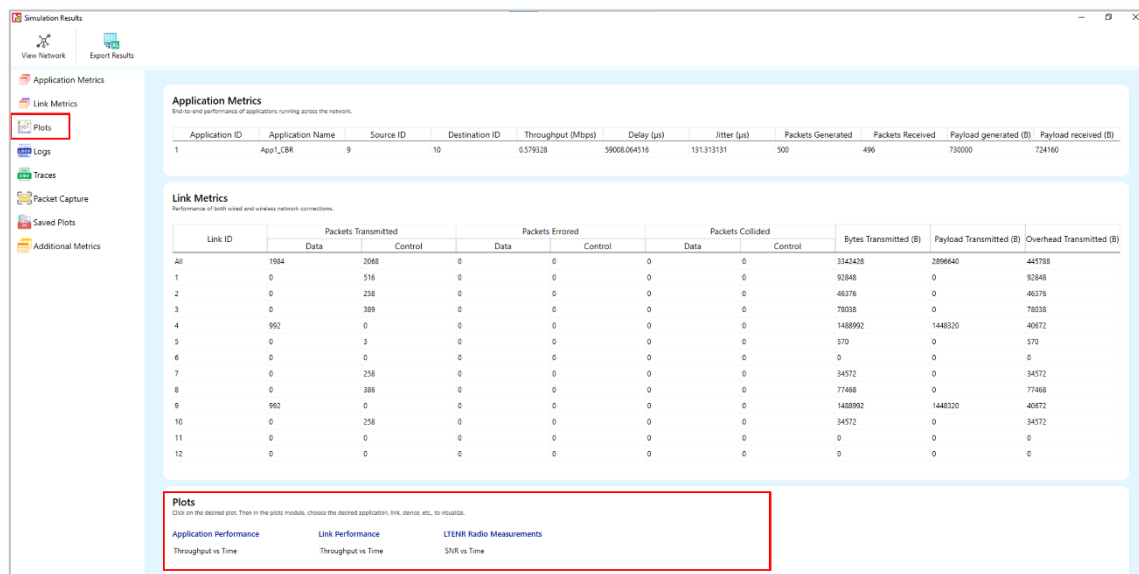 Simulation Results
View Network Export Results
Application Metrics
Link Metrics
Plots
Logs
Traces
Packet Capture
Saved Plots
Additional Metrics
Application Metrics
End-to-end performance of applications running across the network.
Application ID Application Name Source ID Destination ID Throughput (Mbps) Delay (µs) Jitter (µs) Packets Generated Packets Received Payload generated (B) Payload received (B)
1 App1_CBR 9 10 0.579328 59008.064516 131.313131 500 496 730000 724160
Link Metrics
Performance of both wired and wireless network connections.
Link ID Packets Transmitted Packets Errored Packets Collided Bytes Transmitted (B) Payload Transmitted (B) Overhead Transmitted (B)
Data Control Data Control Data Control
All 1984 2068 0 0 0 0 3342428 2896640 445788
1 0 516 0 0 0 0 92848 0 92848
2 0 258 0 0 0 0 46376 0 46376
3 0 389 0 0 0 0 78038 0 78038
4 992 0 0 0 0 0 1488992 1448320 40672
5 0 3 0 0 0 0 570 0 570
6 0 0 0 0 0 0 0 0 0
7 0 258 0 0 0 0 34572 0 34572
8 0 386 0 0 0 0 77468 0 77468
9 992 0 0 0 0 0 1488992 1448320 40672
10 0 258 0 0 0 0 34572 0 34572
11 0 0 0 0 0 0 0 0 0
12 0 0 0 0 0 0 0 0 0
Plots
Click on the desired plot. Then in the plots module, choose the desired application, link, device, etc., to visualize.
Application Performance Link Performance LTENR Radio Measurements
Throughput vs Time Throughput vs Time SNR vs Time